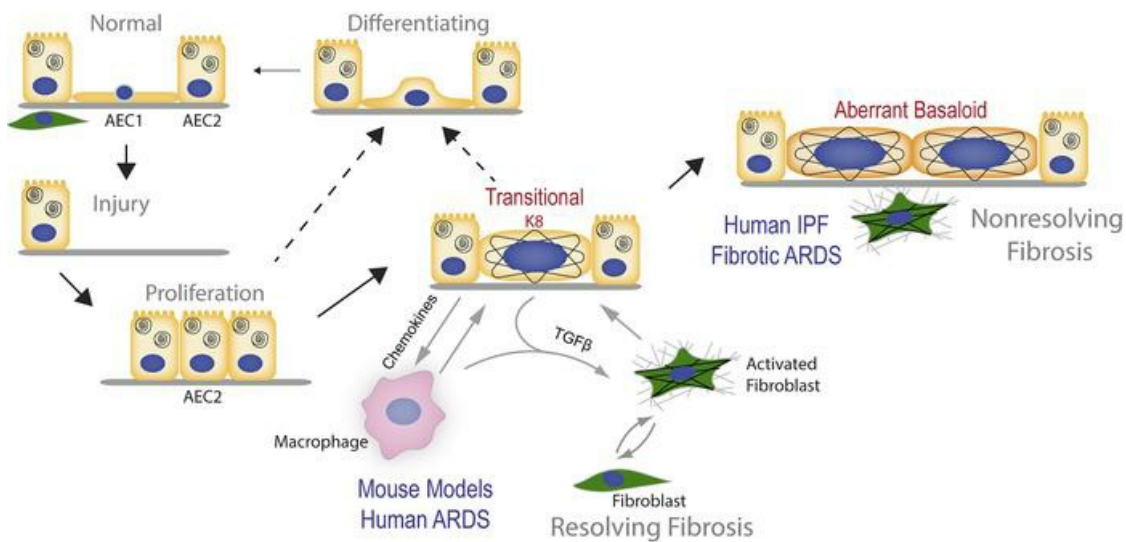 Normal
Differentiating
AEC1
AEC2
Injury
Proliferation
AEC2
Transitional
K8
Aberrant Basaloid
Human IPF
Fibrotic ARDS
Nonresolving
Fibrosis
Chemokines
TGFβ
Activated
Fibroblast
Macrophage
Mouse Models
Human ARDS
Fibroblast
Resolving Fibrosis